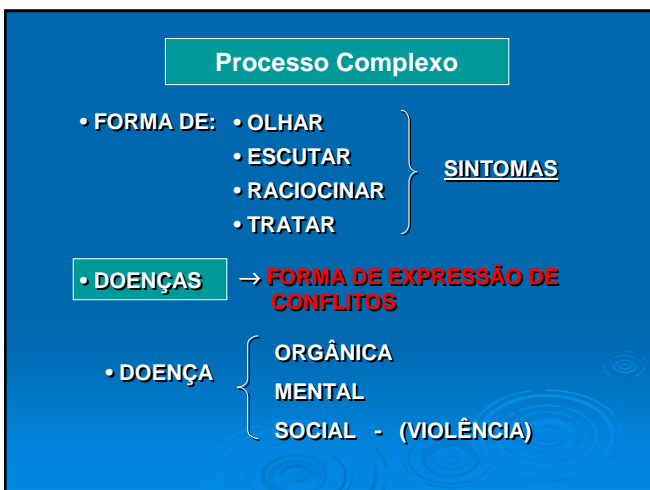 Processo Complexo
• FORMA DE: • OLHAR
• ESCUTAR
• RACIOCINAR
• TRATAR
SINTOMAS
• DOENÇAS → FORMA DE EXPRESSÃO DE
CONFLITOS
• DOENÇA
ORGÂNICA
MENTAL
SOCIAL - (VIOLÊNCIA)